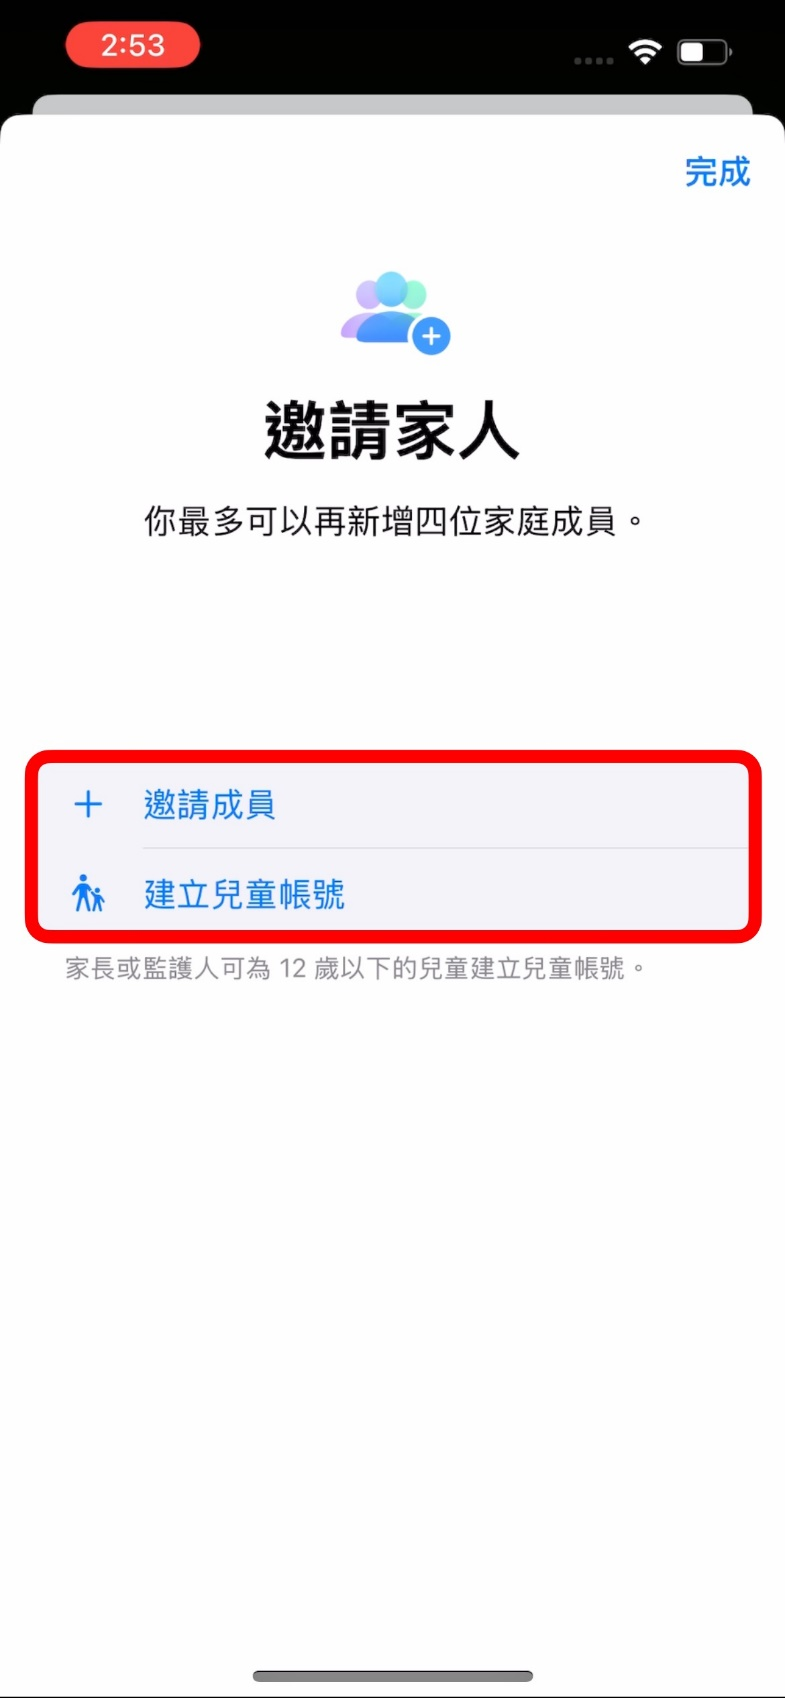 2:53
完成
邀請家人
你最多可以再新增四位家庭成員。
邀請成員
建立兒童帳號
家長或監護人可為 12 歲以下的兒童建立兒童帳號。